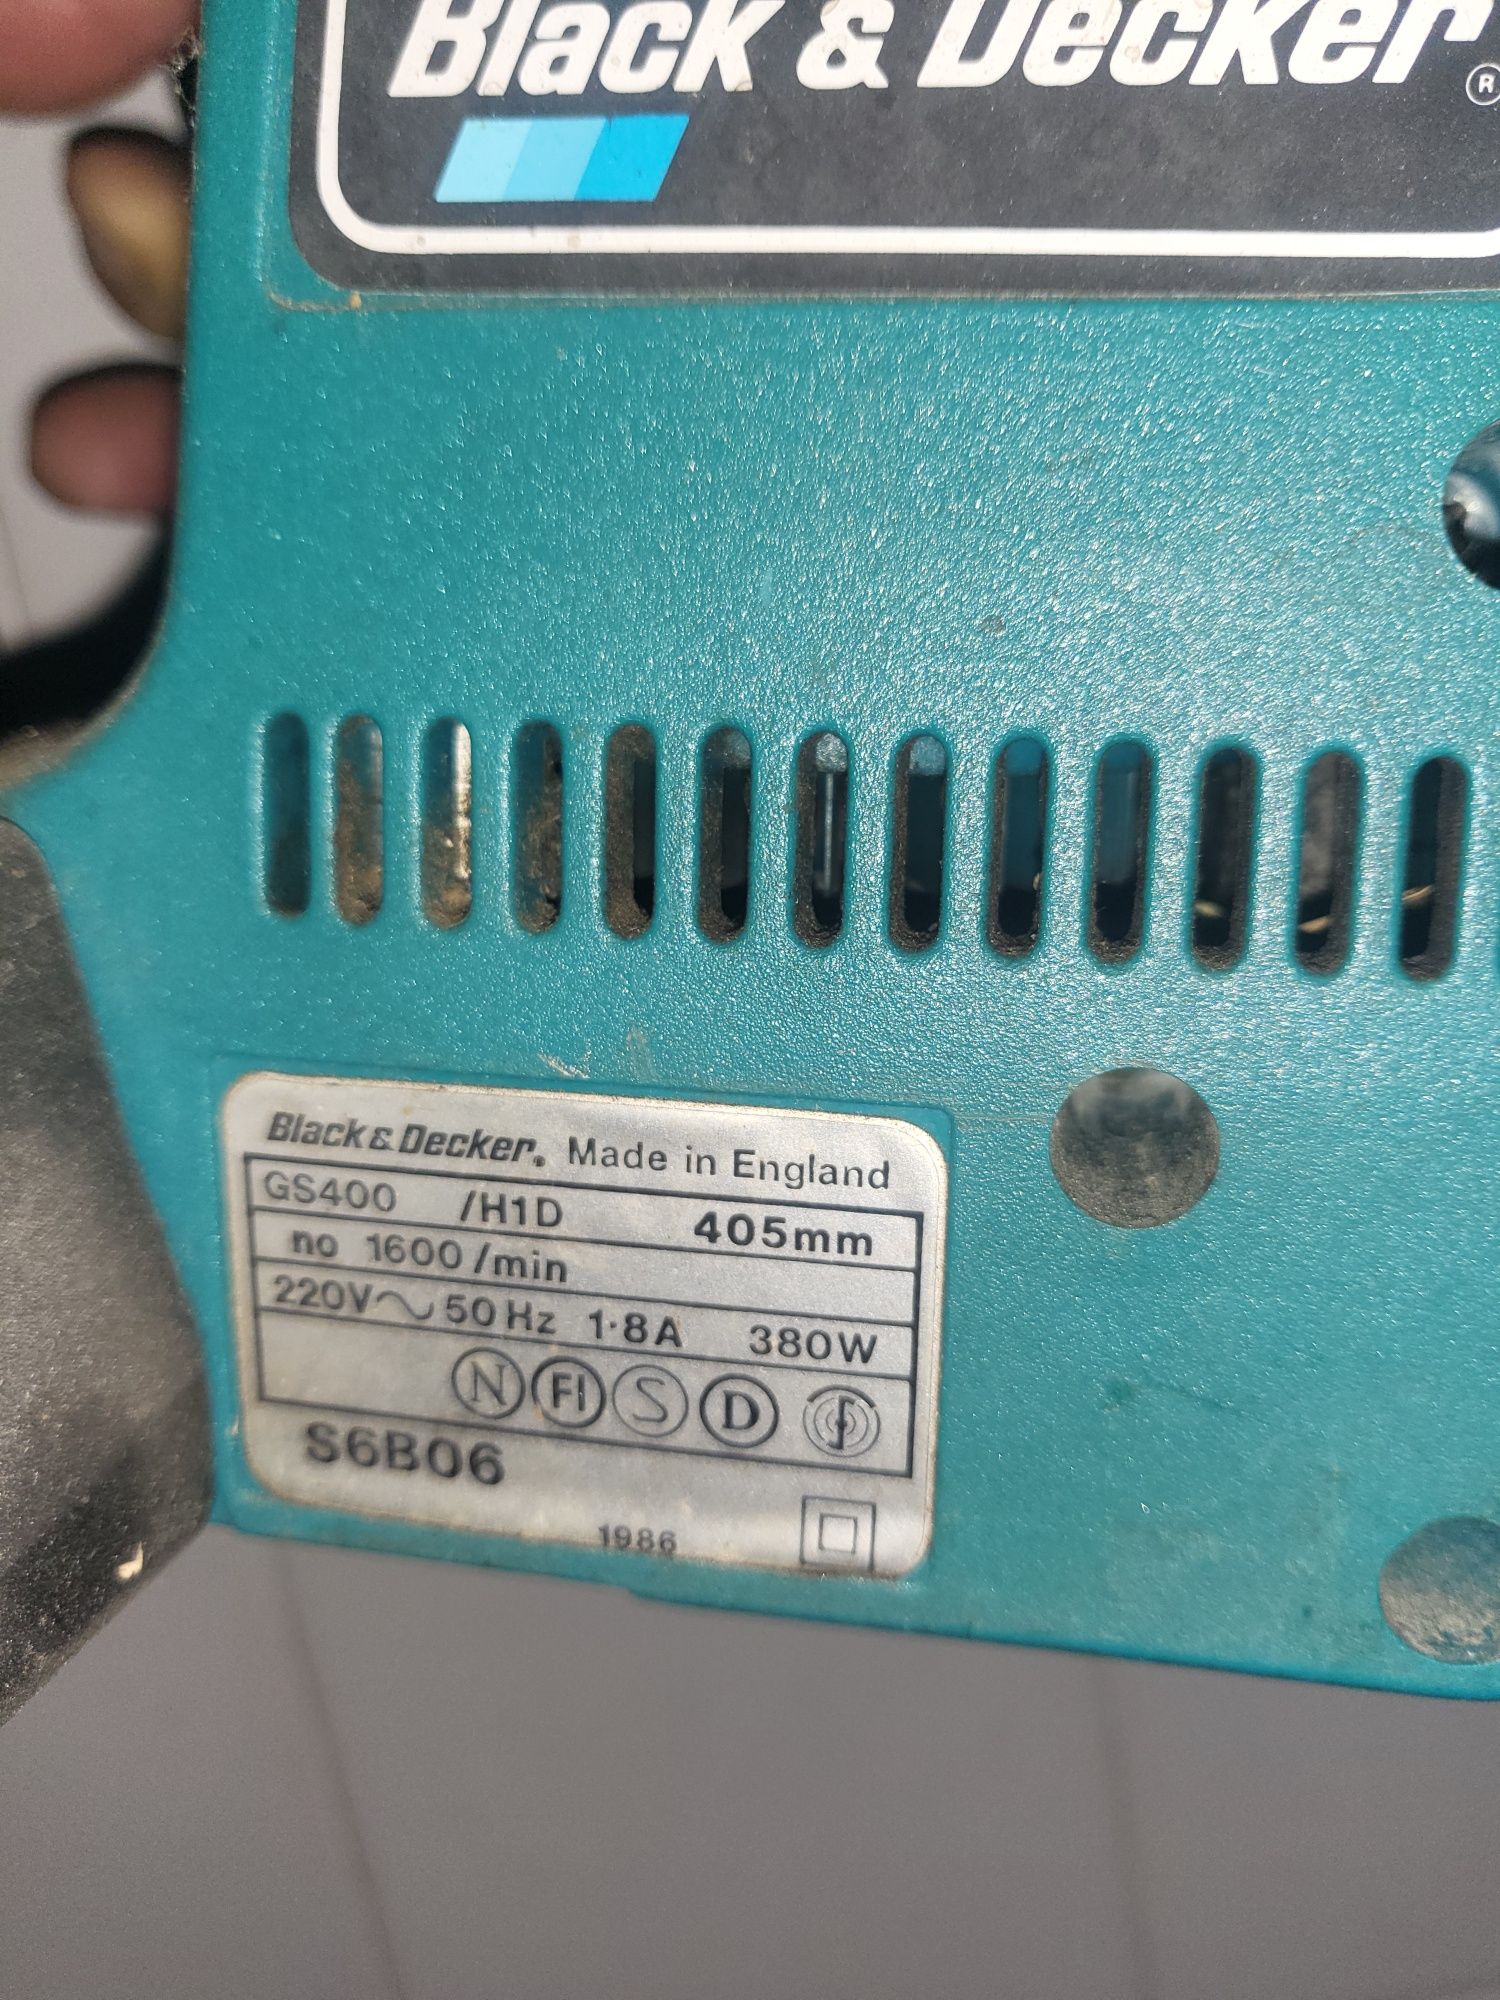 Black & Decker®
Black & Decker. Made in England
GS400 /H1D 405mm
no 1600/min
220V~ 50Hz 1·8A 380W
N FI S D
S6B06
1986